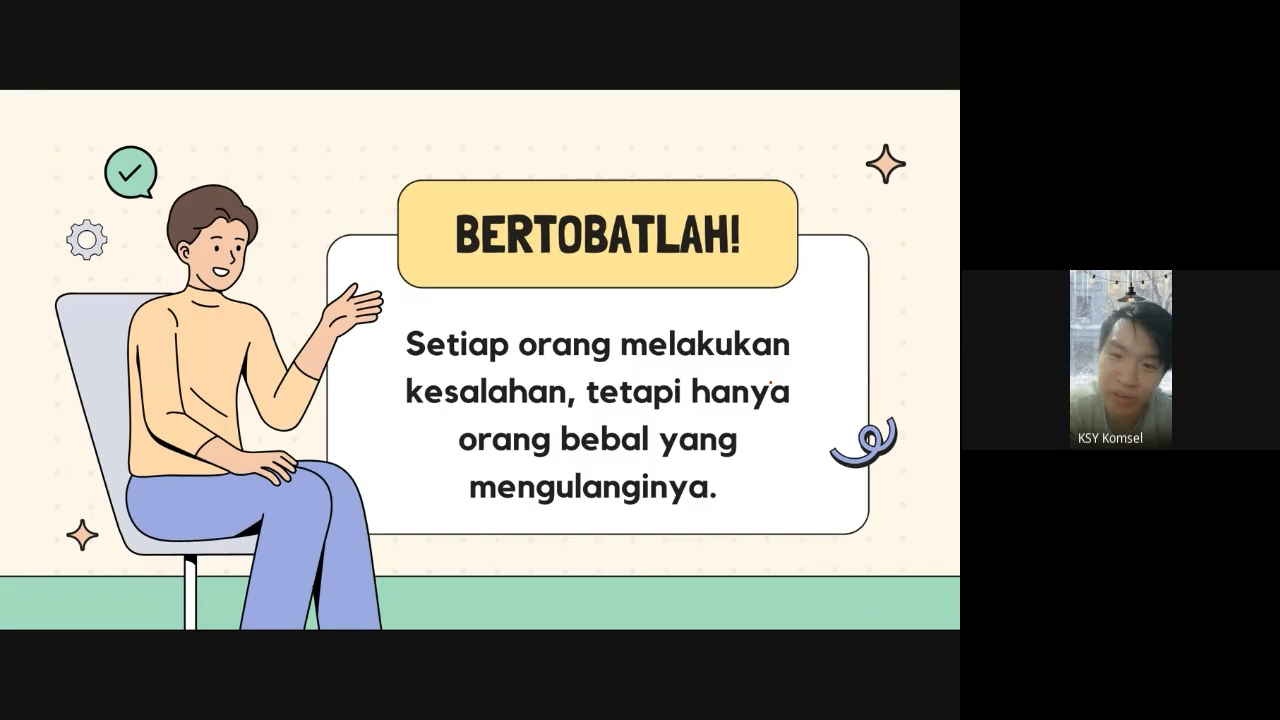 BERTOBATLAH!
Setiap orang melakukan
kesalahan, tetapi hanya
orang bebal yang
mengulanginya.
KSY Komsel